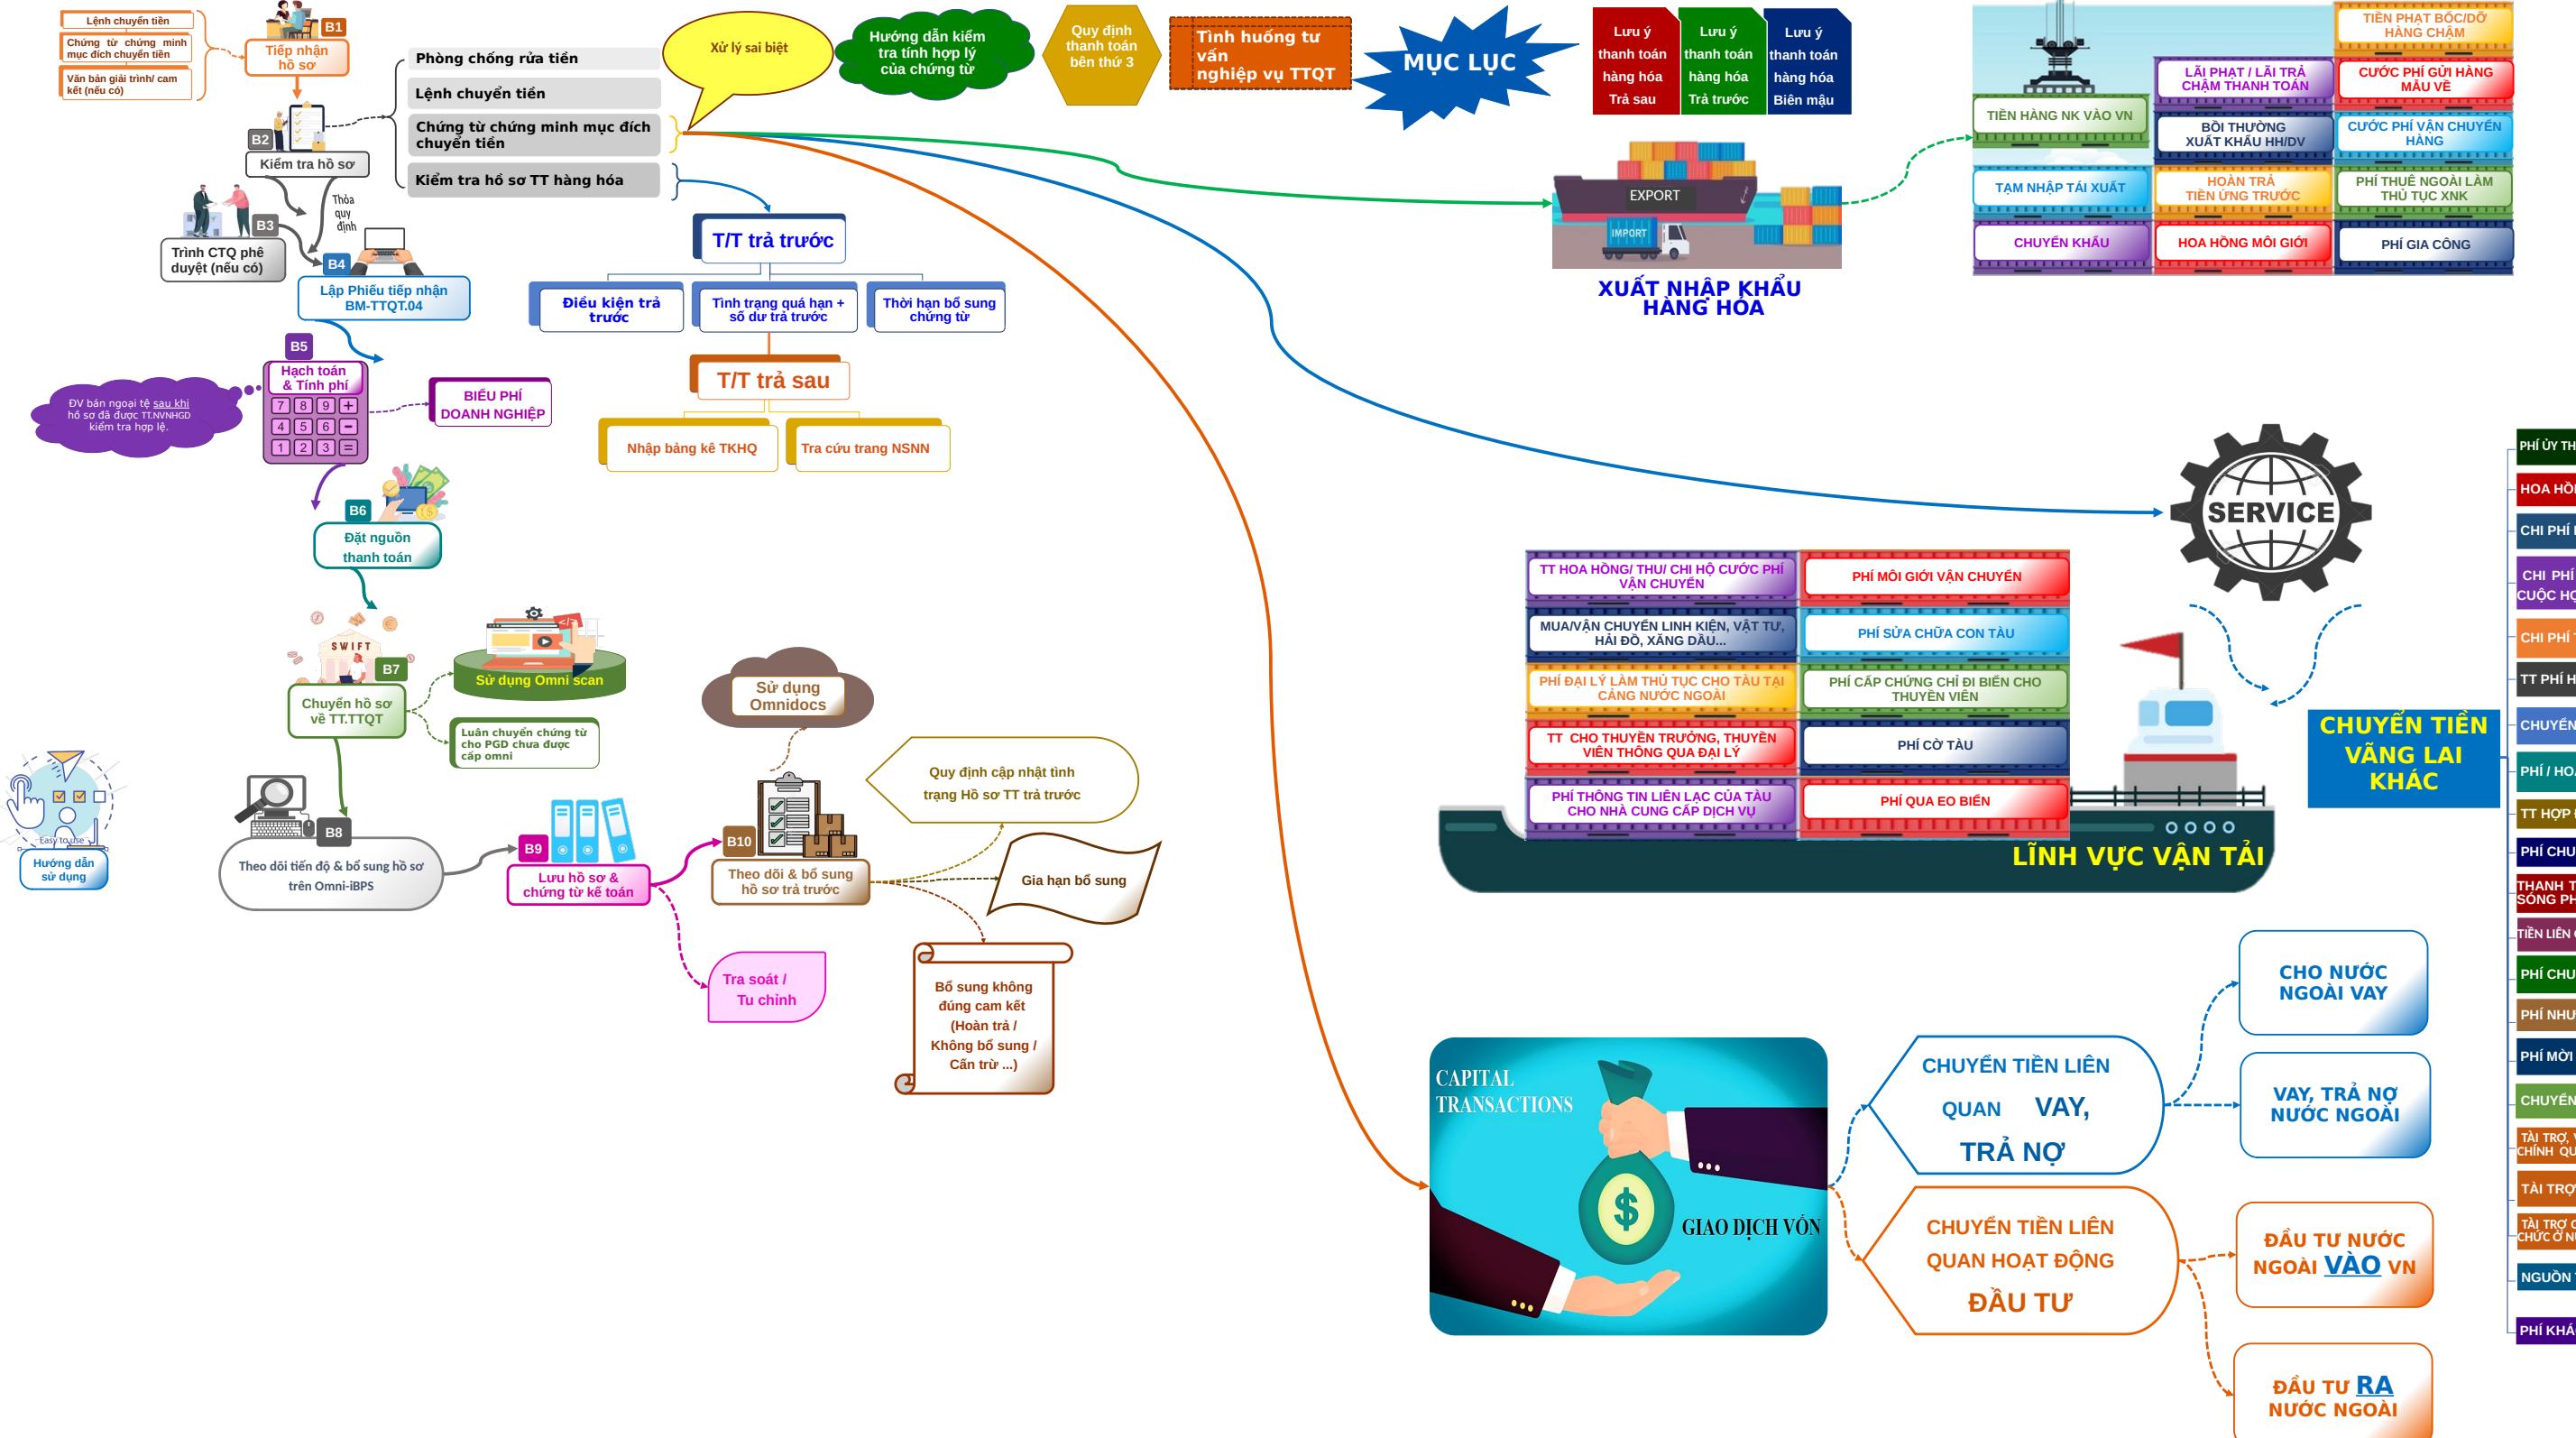 Lệnh chuyển tiền
Chứng từ chứng minh
mục đích chuyển tiền
Văn bản giải trình/ cam
kết (nếu có)
B1
Tiếp nhận
hồ sơ
B2
Kiểm tra hồ sơ
Phòng chống rửa tiền
Lệnh chuyển tiền
Chứng từ chứng minh mục đích
chuyển tiền
Kiểm tra hồ sơ TT hàng hóa
Xử lý sai biệt
Hướng dẫn kiểm
tra tính hợp lý
của chứng từ
Quy định
thanh toán
bên thứ 3
Tình huống tư
vấn
nghiệp vụ TTQT
MỤC LỤC
Lưu ý
thanh toán
hàng hóa
Trả sau
Lưu ý
thanh toán
hàng hóa
Trả trước
Lưu ý
thanh toán
hàng hóa
Biên mậu
EXPORT
IMPORT
XUẤT NHẬP KHẨU
HÀNG HÓA
TIỀN PHẠT BỐC/DỠ
HÀNG CHẬM
LÃI PHẠT / LÃI TRẢ
CHẬM THANH TOÁN
CƯỚC PHÍ GỬI HÀNG
MẪU VỀ
TIỀN HÀNG NK VÀO VN
BỒI THƯỜNG
XUẤT KHẨU HH/DV
CƯỚC PHÍ VẬN CHUYỂN
HÀNG
TẠM NHẬP TÁI XUẤT
HOÀN TRẢ
TIỀN ỨNG TRƯỚC
PHÍ THUÊ NGOÀI LÀM
THỦ TỤC XNK
CHUYỂN KHẨU
HOA HỒNG MÔI GIỚI
PHÍ GIA CÔNG
Thỏa
quy
định
B3
Trình CTQ phê
duyệt (nếu có)
B4
Lập Phiếu tiếp nhận
BM-TTQT.04
T/T trả trước
Điều kiện trả
trước
Tình trạng quá hạn +
số dư trả trước
Thời hạn bổ sung
chứng từ
T/T trả sau
Nhập bảng kê TKHQ
Tra cứu trang NSNN
B5
Hạch toán
& Tính phí
7 8 9 +
4 5 6 -
1 2 3 =
ĐV bán ngoại tệ sau khi
hồ sơ đã được TT.NVNHGD
kiểm tra hợp lệ.
BIỂU PHÍ
DOANH NGHIỆP
B6
Đặt nguồn
thanh toán
SWIFT
B7
Chuyển hồ sơ
về TT.TTQT
Sử dụng Omni scan
Luân chuyển chứng từ
cho PGD chưa được
cấp omni
Easy to use
Hướng dẫn
sử dụng
B8
Theo dõi tiến độ & bổ sung hồ sơ
trên Omni-iBPS
B9
Lưu hồ sơ &
chứng từ kế toán
Tra soát /
Tu chỉnh
Sử dụng
Omnidocs
B10
Theo dõi & bổ sung
hồ sơ trả trước
Quy định cập nhật tình
trạng Hồ sơ TT trả trước
Gia hạn bổ sung
Bổ sung không
đúng cam kết
(Hoàn trả /
Không bổ sung /
Cấn trừ ...)
SERVICE
TT HOA HỒNG/ THU/ CHI HỘ CƯỚC PHÍ
VẬN CHUYỂN
PHÍ MÔI GIỚI VẬN CHUYỂN
MUA/VẬN CHUYỂN LINH KIỆN, VẬT TƯ,
HẢI ĐỒ, XĂNG DẦU...
PHÍ SỬA CHỮA CON TÀU
PHÍ ĐẠI LÝ LÀM THỦ TỤC CHO TÀU TẠI
CẢNG NƯỚC NGOÀI
PHÍ CẤP CHỨNG CHỈ ĐI BIỂN CHO
THUYỀN VIÊN
TT CHO THUYỀN TRƯỞNG, THUYỀN
VIÊN THÔNG QUA ĐẠI LÝ
PHÍ CỜ TÀU
PHÍ THÔNG TIN LIÊN LẠC CỦA TÀU
CHO NHÀ CUNG CẤP DỊCH VỤ
PHÍ QUA EO BIỂN
LĨNH VỰC VẬN TẢI
CHUYỂN TIỀN
VÃNG LAI
KHÁC
PHÍ ỦY TH
HOA HỒ
CHI PHÍ
CHI PHÍ
CUỘC HỌ
CHI PHÍ
TT PHÍ H
CHUYỂN
PHÍ / HO
TT HỢP
PHÍ CHU
THANH T
SÓNG PH
TIỀN LIÊN
PHÍ CHU
PHÍ NHƯ
PHÍ MỜI
CHUYỂN
TÀI TRỢ,
CHÍNH QU
TÀI TRỢ
TÀI TRỢ
CHỨC Ở N
NGUỒN
PHÍ KHÁ
CAPITAL
TRANSACTIONS
$
GIAO DỊCH VỐN
CHUYỂN TIỀN LIÊN
QUAN VAY,
TRẢ NỢ
CHO NƯỚC
NGOÀI VAY
VAY, TRẢ NỢ
NƯỚC NGOÀI
CHUYỂN TIỀN LIÊN
QUAN HOẠT ĐỘNG
ĐẦU TƯ
ĐẦU TƯ NƯỚC
NGOÀI VÀO VN
ĐẦU TƯ RA
NƯỚC NGOÀI